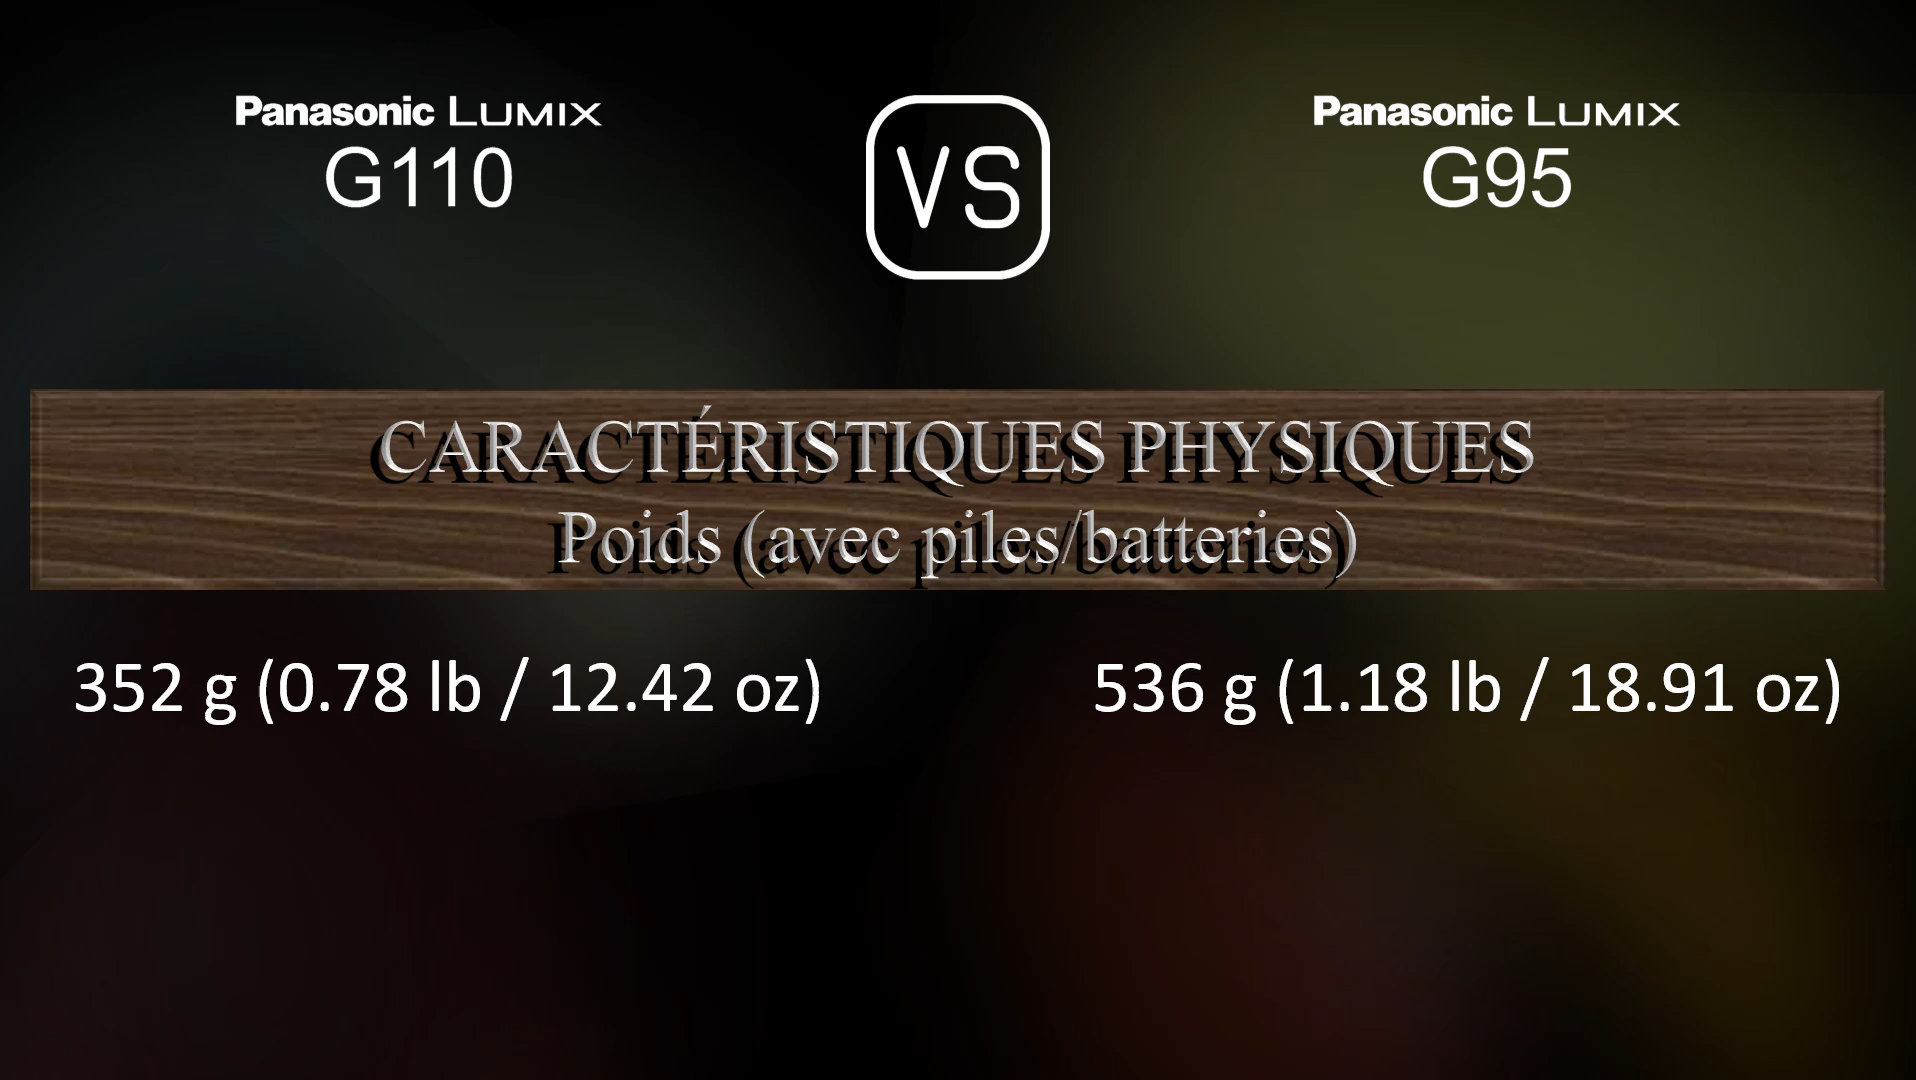 Panasonic LUMIX
G110
VS
Panasonic LUMIX
G95
CARACTÉRISTIQUES PHYSIQUES
Poids (avec piles/batteries)
352 g (0.78 lb / 12.42 oz)
536 g (1.18 lb / 18.91 oz)